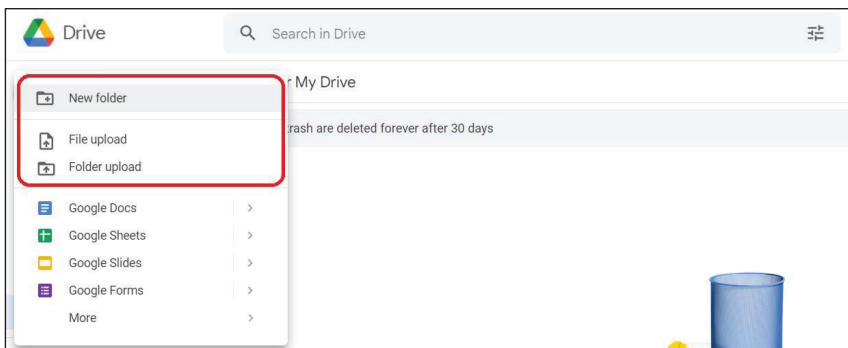 Drive
Search in Drive
My Drive
New folder
trash are deleted forever after 30 days
File upload
Folder upload
Google Docs
Google Sheets
Google Slides
Google Forms
More